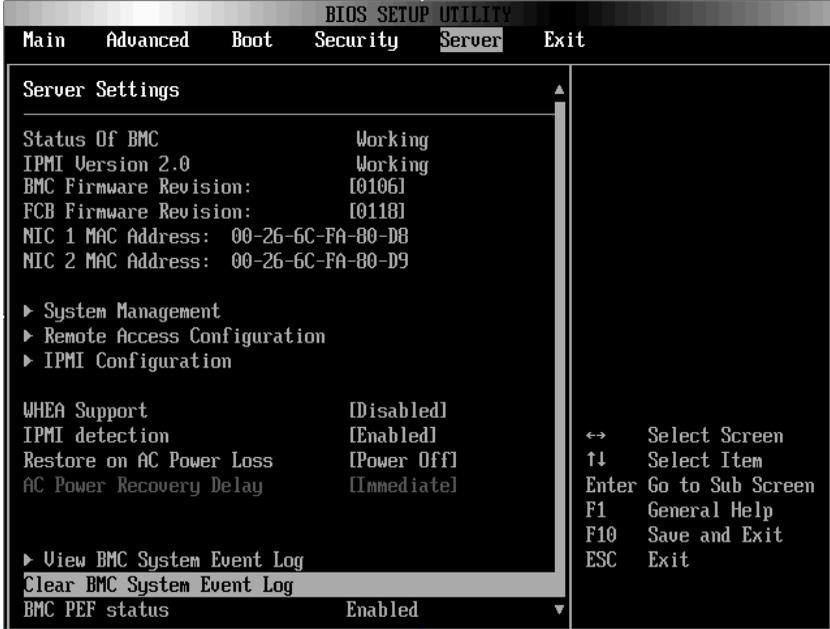 BIOS SETUP UTILITY
Main Advanced Boot Security Server Exit
Server Settings
Status Of BMC Working
IPMI Version 2.0 Working
BMC Firmware Revision: [0106]
FCB Firmware Revision: [0118]
NIC 1 MAC Address: 00-26-6C-FA-80-D8
NIC 2 MAC Address: 00-26-6C-FA-80-D9
▶ System Management
▶ Remote Access Configuration
▶ IPMI Configuration
WHEA Support [Disabled]
IPMI detection [Enabled]
Restore on AC Power Loss [Power Off]
AC Power Recovery Delay [Immediate]
▶ View BMC System Event Log
Clear BMC System Event Log
BMC PEF status Enabled
↔ Select Screen
↑↓ Select Item
Enter Go to Sub Screen
F1 General Help
F10 Save and Exit
ESC Exit